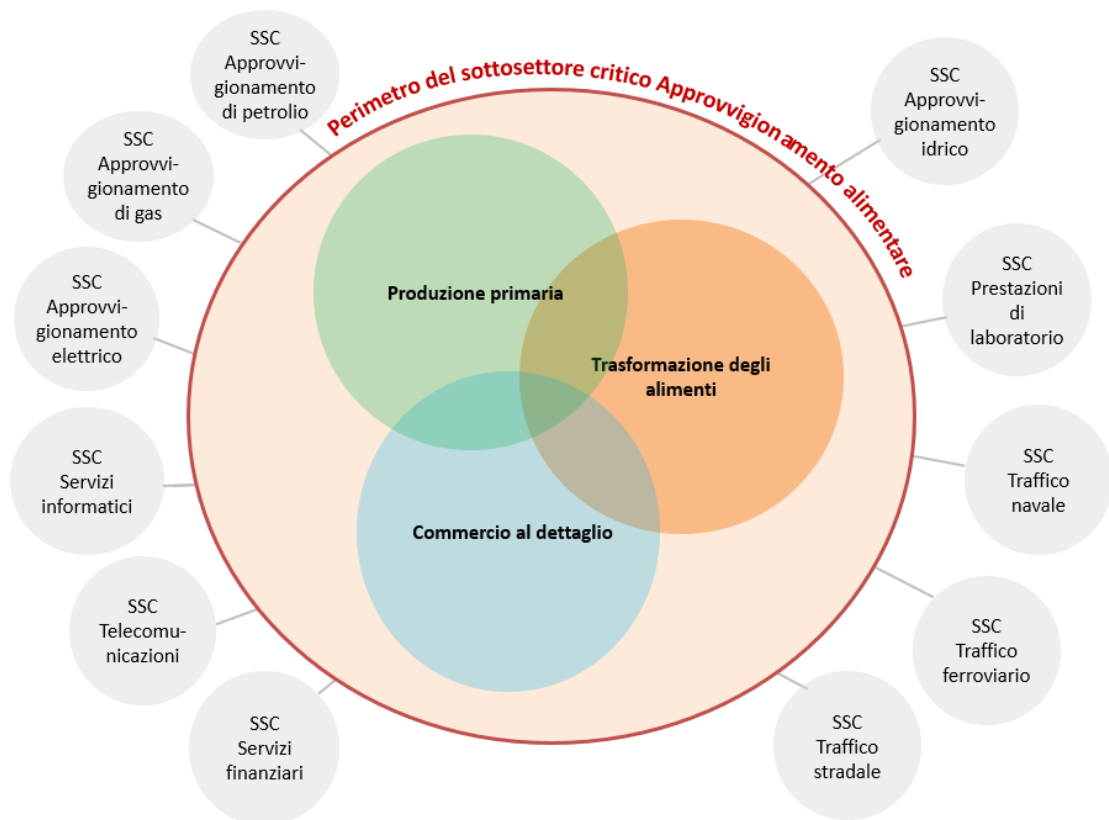 Perimetro del sottosettore critico Approvvigionamento alimentare
SSC
Approvvi-
gionamento
di petrolio
SSC
Approvvi-
gionamento
di gas
SSC
Approvvi-
gionamento
elettrico
SSC
Servizi
informatici
SSC
Telecomu-
nicazioni
SSC
Servizi
finanziari
Produzione primaria
Trasformazione degli
alimenti
Commercio al dettaglio
SSC
Approvvi-
gionamento
idrico
SSC
Prestazioni
di
laboratorio
SSC
Traffico
navale
SSC
Traffico
ferroviario
SSC
Traffico
stradale